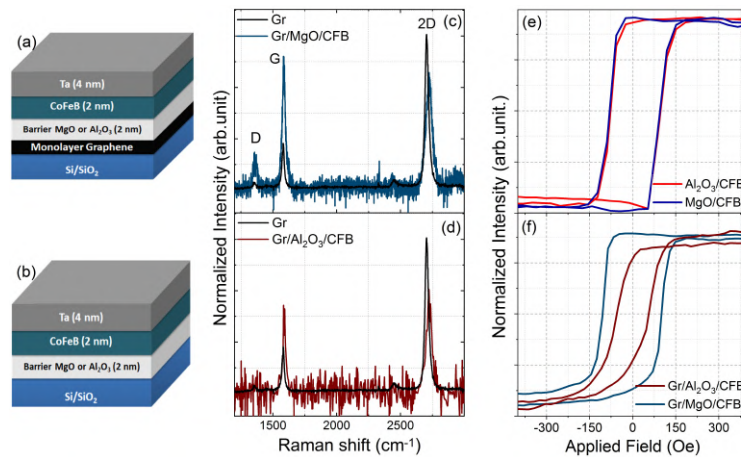 (a)
Ta (4 nm)
CoFeB (2 nm)
Barrier MgO or Al₂O₃ (2 nm)
Monolayer Graphene
Si/SiO₂
(b)
Ta (4 nm)
CoFeB (2 nm)
Barrier MgO or Al₂O₃ (2 nm)
Si/SiO₂
Normalized Intensity (arb.unit)
Gr
Gr/MgO/CFB
(c)
2D
G
D
Gr
Gr/Al₂O₃/CFB
(d)
1500 2000 2500
Raman shift (cm⁻¹)
Normalized Intensity (arb.unit.)
(e)
Al₂O₃/CFB
MgO/CFB
(f)
Gr/Al₂O₃/CFB
Gr/MgO/CFB
-300 -150 0 150 300
Applied Field (Oe)